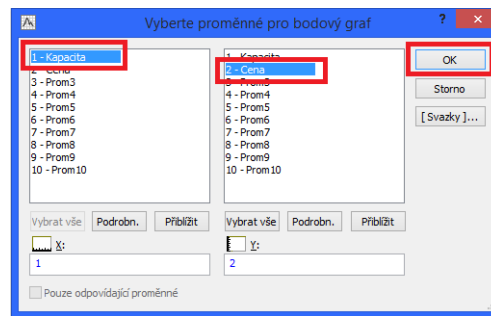 Vyberte proměnné pro bodový graf
?
×
1 - Kapacita
2 - Cena
3 - Prom3
4 - Prom4
5 - Prom5
6 - Prom6
7 - Prom7
8 - Prom8
9 - Prom9
10 - Prom10
1 - Kapacita
2 - Cena
3 - Prom3
4 - Prom4
5 - Prom5
6 - Prom6
7 - Prom7
8 - Prom8
9 - Prom9
10 - Prom10
OK
Storno
[ Svazky ]...
Vybrat vše Podrobn. Přiblížit
Vybrat vše Podrobn. Přiblížit
X:
1
Y:
2
Pouze odpovídající proměnné